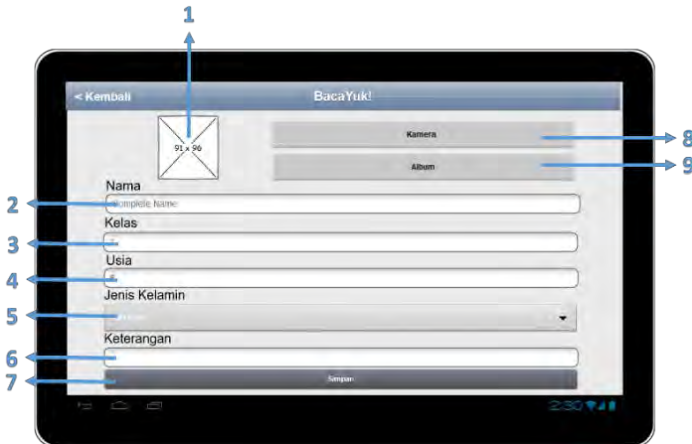 1
< Kembali BacaYuk!
91 x 96
Kamera 8
Album 9
Nama
2 Complete Name
Kelas
3
Usia
4
Jenis Kelamin
5
Keterangan
6
7 Simpan
2:30